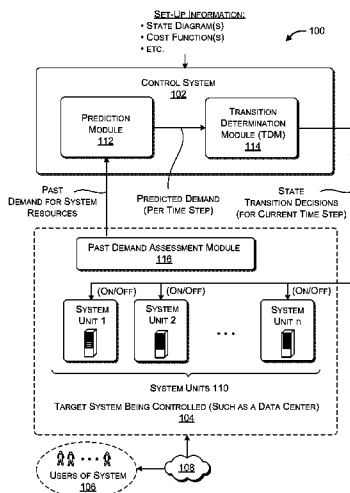 SET-UP INFORMATION:
• STATE DIAGRAM(S)
• COST FUNCTION(S)
• ETC.
100
CONTROL SYSTEM
102
PREDICTION
MODULE
112
TRANSITION
DETERMINATION
MODULE (TDM)
114
PAST
DEMAND FOR SYSTEM
RESOURCES
PREDICTED DEMAND
(PER TIME STEP)
STATE
TRANSITION DECISIONS
(FOR CURRENT TIME STEP)
PAST DEMAND ASSESSMENT MODULE
116
(ON/OFF) (ON/OFF) (ON/OFF)
SYSTEM
UNIT 1
SYSTEM
UNIT 2
• • •
SYSTEM
UNIT n
SYSTEM UNITS 110
TARGET SYSTEM BEING CONTROLLED (SUCH AS A DATA CENTER)
104
108
USERS OF SYSTEM
106